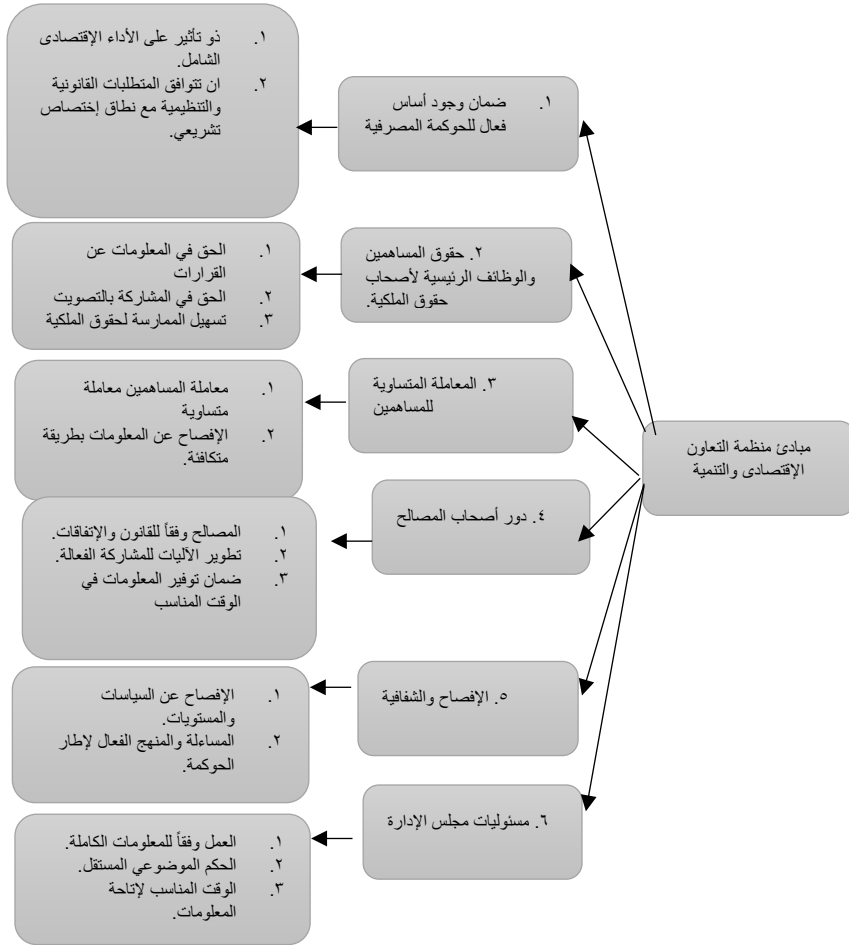 مبادئ منظمة التعاون
الإقتصادى والتنمية
١. ضمان وجود أساس
فعال للحوكمة المصرفية
١. ذو تأثير على الأداء الإقتصادى
الشامل.
٢. ان تتوافق المتطلبات القانونية
والتنظيمية مع نطاق إختصاص
تشريعي.
٢. حقوق المساهمين
والوظائف الرئيسية لأصحاب
حقوق الملكية.
١. الحق في المعلومات عن
القرارات
٢. الحق في المشاركة بالتصويت
٣. تسهيل الممارسة لحقوق الملكية
٣. المعاملة المتساوية
للمساهمين
١. معاملة المساهمين معاملة
متساوية
٢. الإفصاح عن المعلومات بطريقة
متكافئة.
٤. دور أصحاب المصالح
١. المصالح وفقاً للقانون والإتفاقات.
٢. تطوير الآليات للمشاركة الفعالة.
٣. ضمان توفير المعلومات في
الوقت المناسب
٥. الإفصاح والشفافية
١. الإفصاح عن السياسات
والمستويات.
٢. المساءلة والمنهج الفعال لإطار
الحوكمة.
٦. مسئوليات مجلس الإدارة
١. العمل وفقاً للمعلومات الكاملة.
٢. الحكم الموضوعي المستقل.
٣. الوقت المناسب لإتاحة
المعلومات.